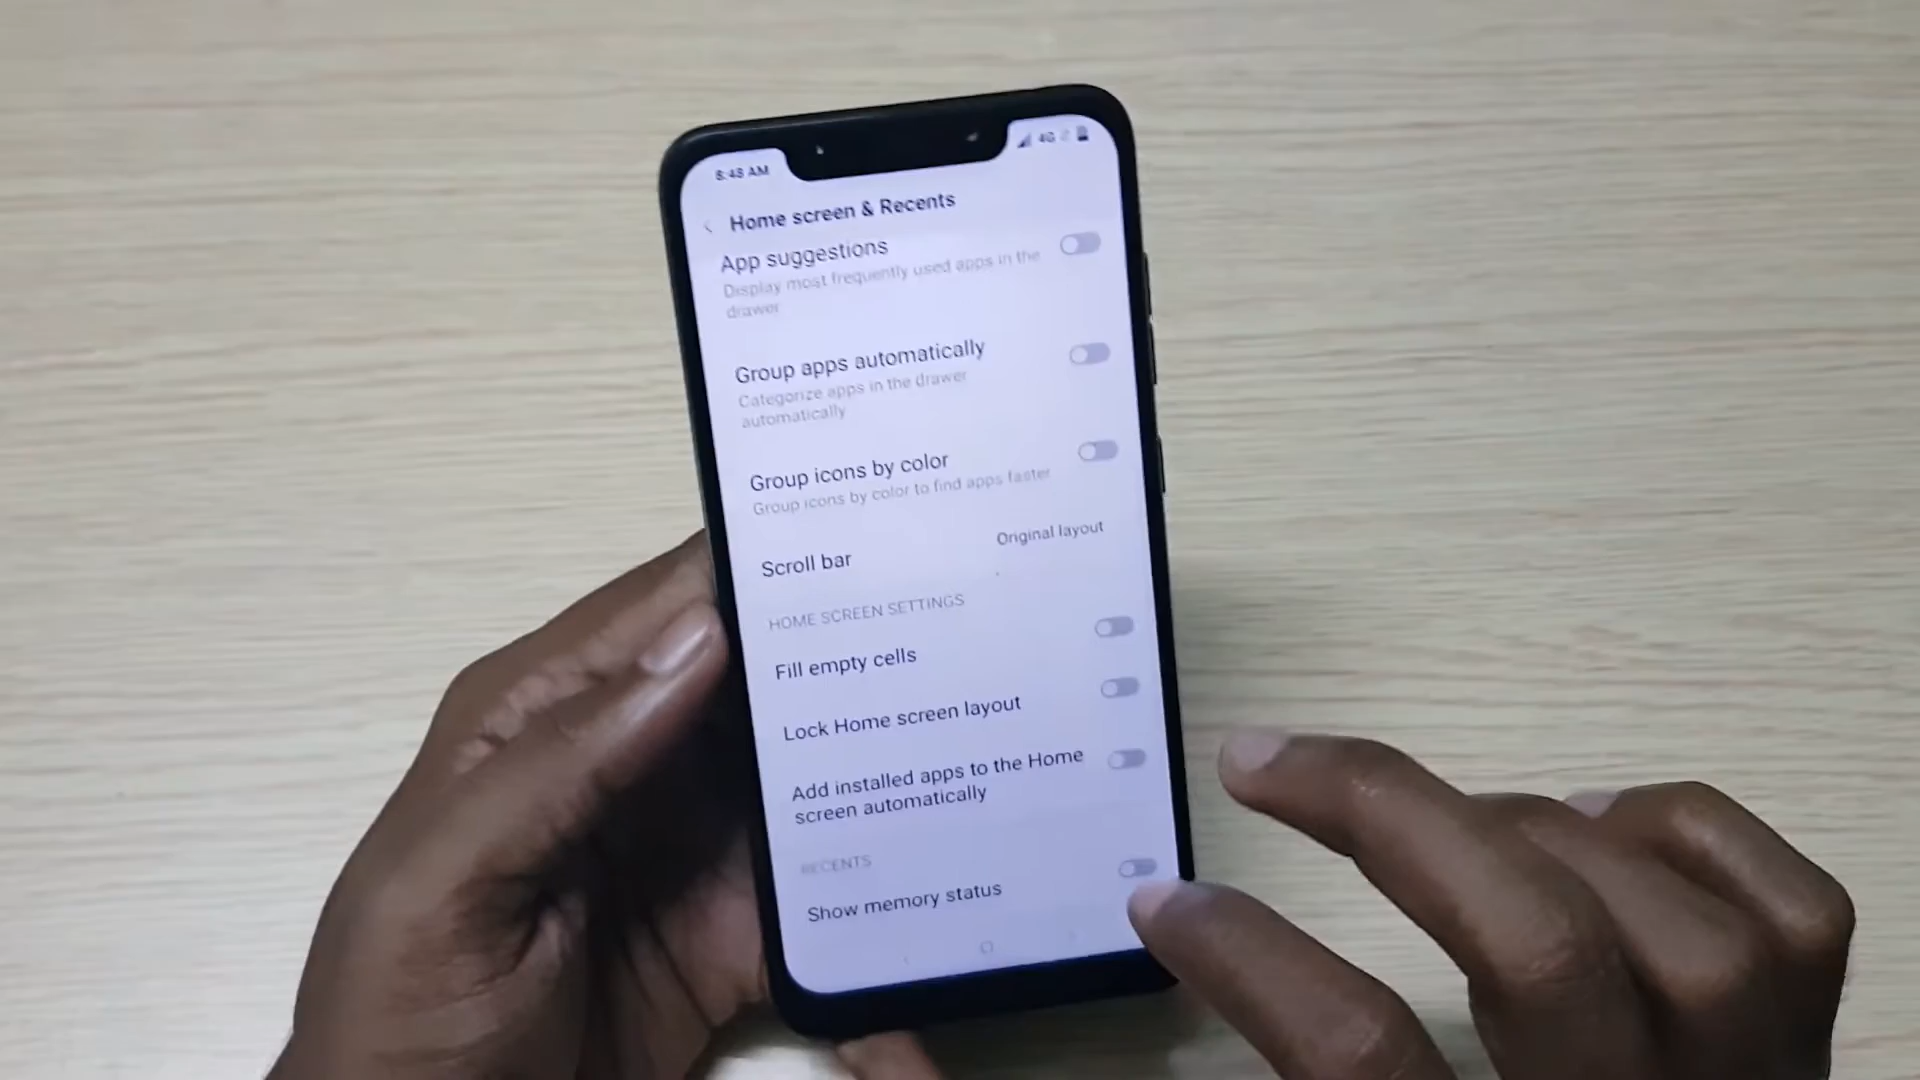 8:48 AM
4G
Home screen & Recents
App suggestions
Display most frequently used apps in the
drawer
Group apps automatically
Categorize apps in the drawer
automatically
Group icons by color
Group icons by color to find apps faster
Scroll bar
Original layout
HOME SCREEN SETTINGS
Fill empty cells
Lock Home screen layout
Add installed apps to the Home
screen automatically
RECENTS
Show memory status